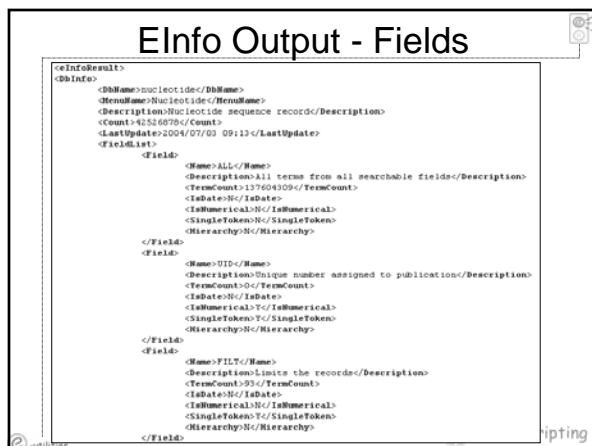 EInfo Output - Fields
<eInfoResult>
<DbInfo>
<DbName>nucleotide</DbName>
<MenuName>Nucleotide</MenuName>
<Description>Nucleotide sequence record</Description>
<Count>42526878</Count>
<LastUpdate>2004/07/03 09:13</LastUpdate>
<FieldList>
<Field>
<Name>ALL</Name>
<Description>All terms from all searchable fields</Description>
<TermCount>137604309</TermCount>
<IsDate>N</IsDate>
<IsNumerical>N</IsNumerical>
<SingleToken>N</SingleToken>
<Hierarchy>N</Hierarchy>
</Field>
<Field>
<Name>UID</Name>
<Description>Unique number assigned to publication</Description>
<TermCount>0</TermCount>
<IsDate>N</IsDate>
<IsNumerical>Y</IsNumerical>
<SingleToken>Y</SingleToken>
<Hierarchy>N</Hierarchy>
</Field>
<Field>
<Name>FILT</Name>
<Description>Limits the records</Description>
<TermCount>93</TermCount>
<IsDate>N</IsDate>
<IsNumerical>N</IsNumerical>
<SingleToken>Y</SingleToken>
<Hierarchy>N</Hierarchy>
</Field>
ipting